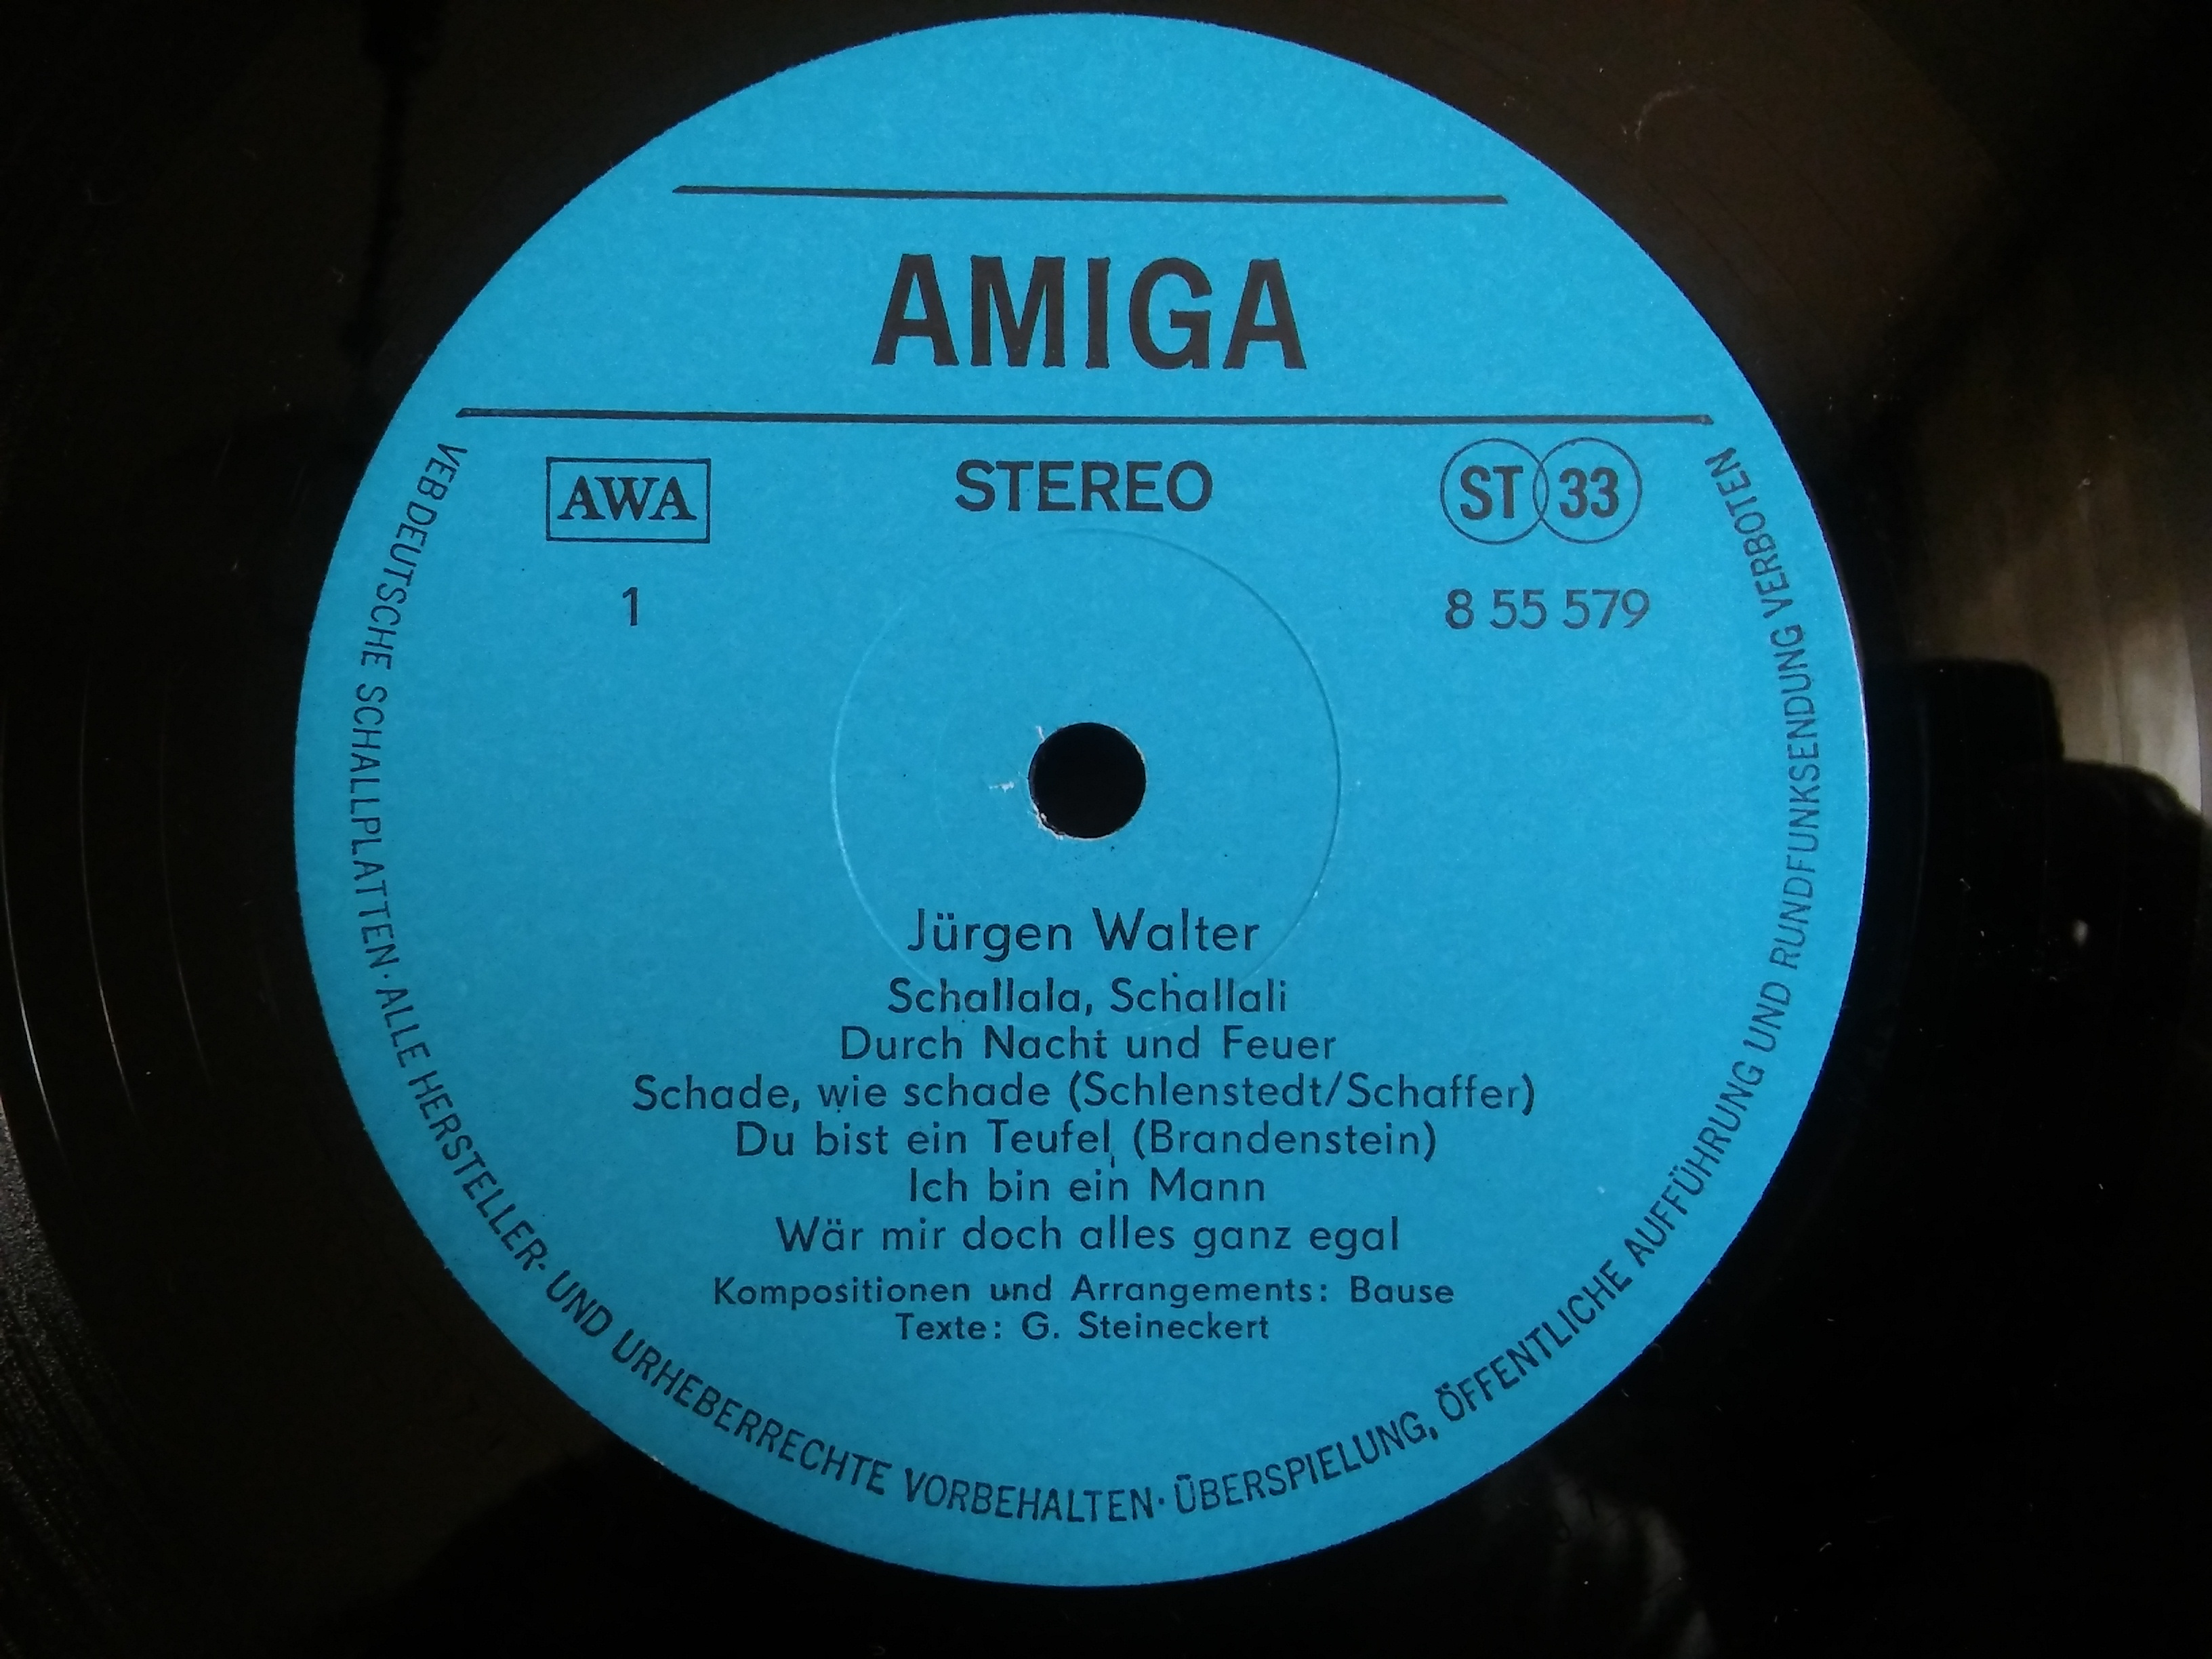 AMIGA
AWA STEREO ST 33
1 8 55 579
Jürgen Walter
Schallala, Schallali
Durch Nacht und Feuer
Schade, wie schade (Schlenstedt/Schaffer)
Du bist ein Teufel (Brandenstein)
Ich bin ein Mann
Wär mir doch alles ganz egal
Kompositionen und Arrangements: Bause
Texte: G. Steineckert
VEB DEUTSCHE SCHALLPLATTEN · ALLE HERSTELLER- UND URHEBERRECHTE VORBEHALTEN · ÜBERSPIELUNG, ÖFFENTLICHE AUFFÜHRUNG UND RUNDFUNKSENDUNG VERBOTEN